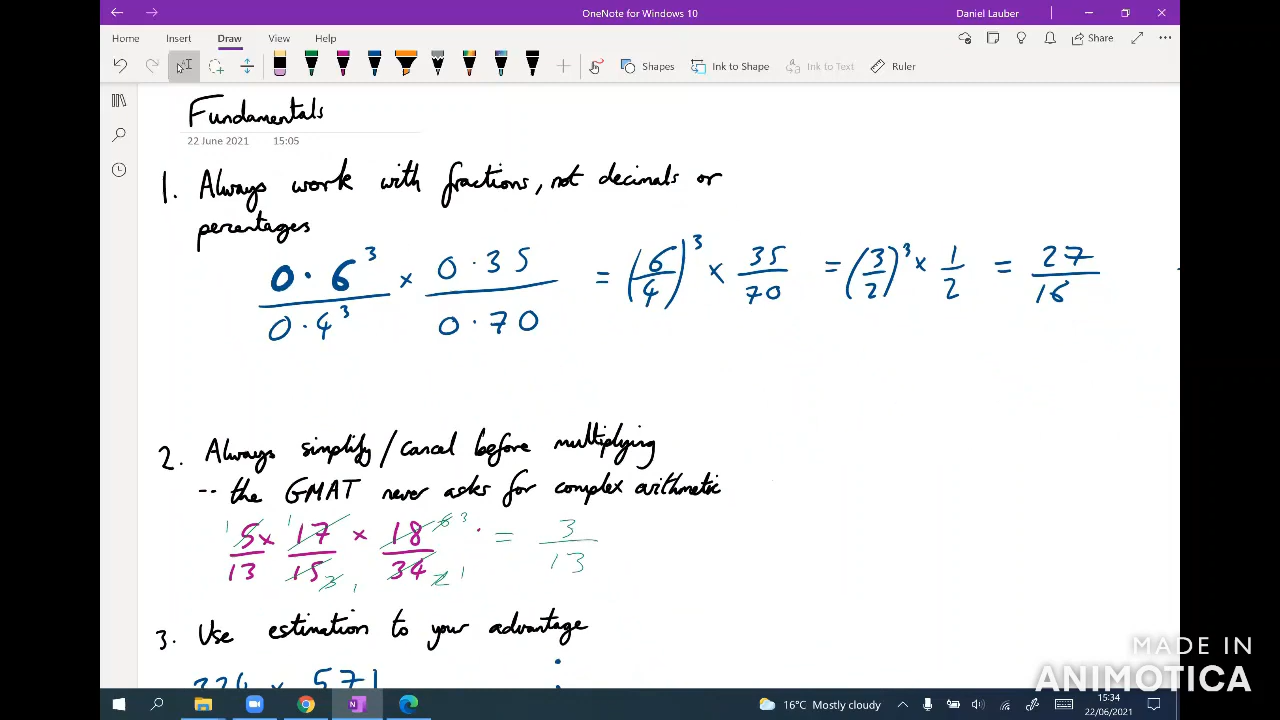 OneNote for Windows 10
Daniel Lauber
Home Insert Draw View Help
Share
Shapes Ink to Shape Ink to Text Ruler
Fundamentals
22 June 2021 15:05
1. Always work with fractions, not decimals or
percentages
0.6³/0.4³ × 0.35/0.70 = (6/4)³ × 35/70 = (3/2)³ × 1/2 = 27/16
2. Always simplify/cancel before multiplying
-- the GMAT never asks for complex arithmetic
5/13 × 17/15 × 18/34 = 3/13
3. Use estimation to your advantage
× 571
MADE IN
ANIMOTICA
16°C Mostly cloudy
15:34
22/06/2021